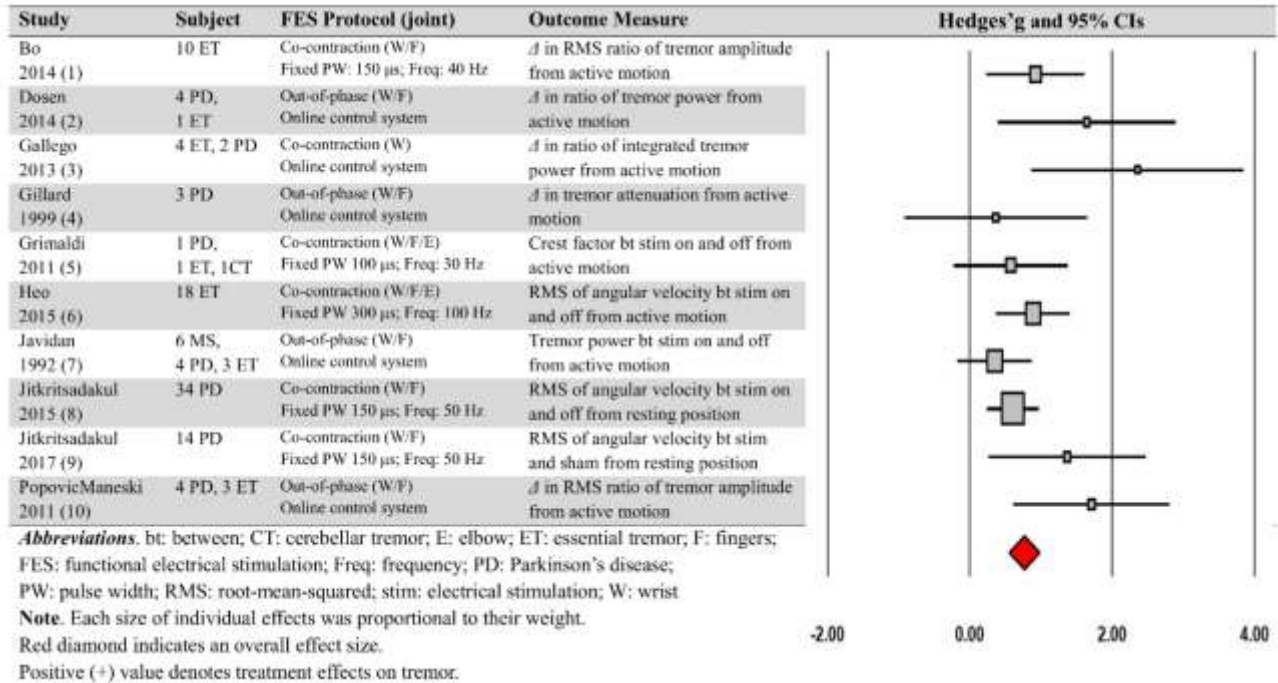 Study Subject FES Protocol (joint) Outcome Measure Hedges'g and 95% CIs
Bo 10 ET Co-contraction (W/F) Δ in RMS ratio of tremor amplitude
2014 (1) Fixed PW: 150 μs; Freq: 40 Hz from active motion
Dosen 4 PD, Out-of-phase (W/F) Δ in ratio of tremor power from
2014 (2) 1 ET Online control system active motion
Gallego 4 ET, 2 PD Co-contraction (W) Δ in ratio of integrated tremor
2013 (3) Online control system power from active motion
Gillard 3 PD Out-of-phase (W/F) Δ in tremor attenuation from active
1999 (4) Online control system motion
Grimaldi 1 PD, Co-contraction (W/F/E) Crest factor bt stim on and off from
2011 (5) 1 ET, 1CT Fixed PW 100 μs; Freq: 30 Hz active motion
Heo 18 ET Co-contraction (W/F/E) RMS of angular velocity bt stim on
2015 (6) Fixed PW 300 μs; Freq: 100 Hz and off from active motion
Javidan 6 MS, Out-of-phase (W/F) Tremor power bt stim on and off
1992 (7) 4 PD, 3 ET Online control system from active motion
Jitkritsadakul 34 PD Co-contraction (W/F) RMS of angular velocity bt stim on
2015 (8) Fixed PW 150 μs; Freq: 50 Hz and off from resting position
Jitkritsadakul 14 PD Co-contraction (W/F) RMS of angular velocity bt stim
2017 (9) Fixed PW 150 μs; Freq: 50 Hz and sham from resting position
PopovicManeski 4 PD, 3 ET Out-of-phase (W/F) Δ in RMS ratio of tremor amplitude
2011 (10) Online control system from active motion
Abbreviations. bt: between; CT: cerebellar tremor; E: elbow; ET: essential tremor; F: fingers;
FES: functional electrical stimulation; Freq: frequency; PD: Parkinson's disease;
PW: pulse width; RMS: root-mean-squared; stim: electrical stimulation; W: wrist
Note. Each size of individual effects was proportional to their weight.
Red diamond indicates an overall effect size.
Positive (+) value denotes treatment effects on tremor.
-2.00 0.00 2.00 4.00